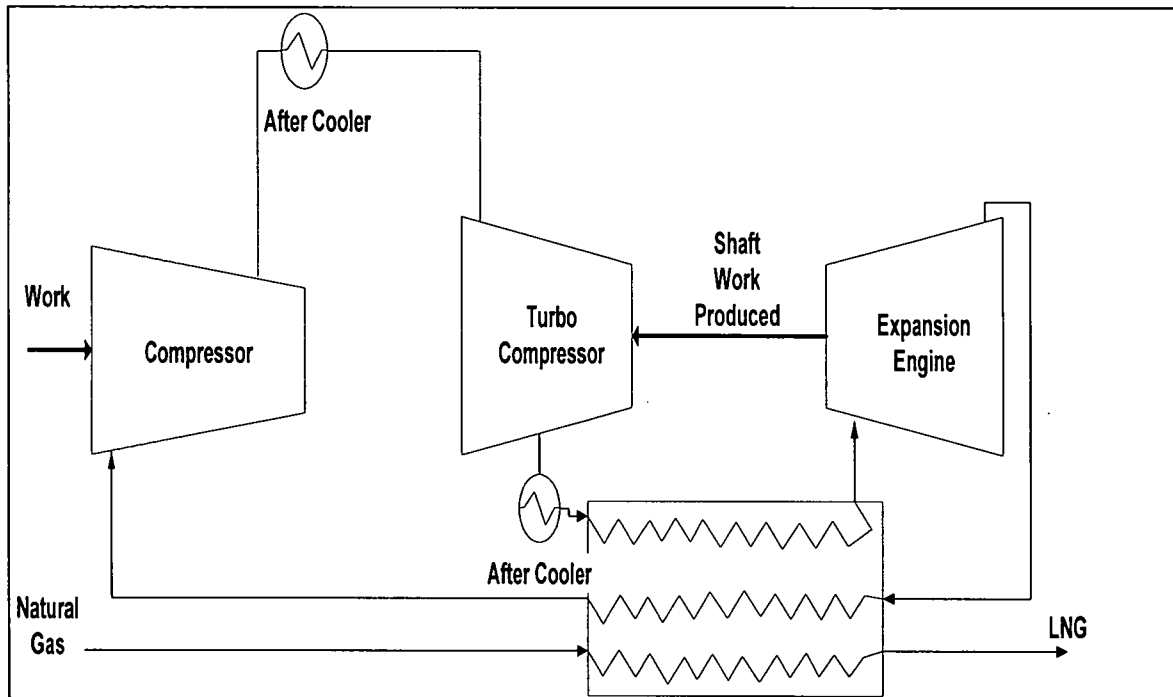 After Cooler
Work
Compressor
Turbo
Compressor
Shaft
Work
Produced
Expansion
Engine
After Cooler
Natural
Gas
LNG